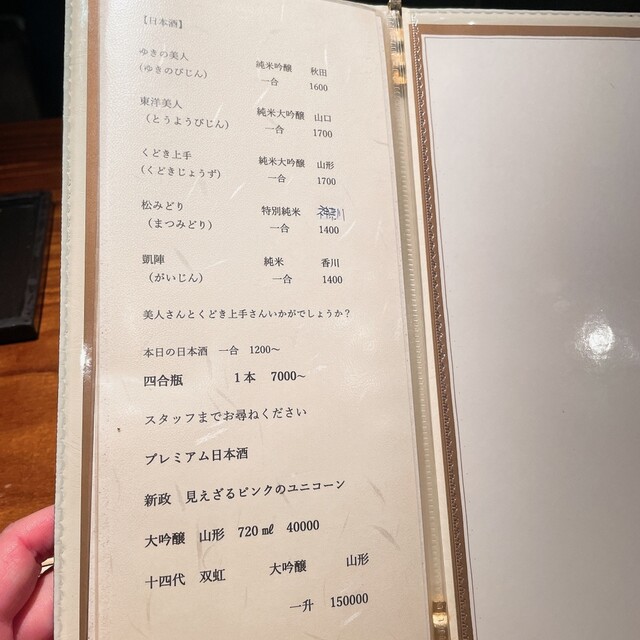 【日本酒】
ゆきの美人 純米吟醸 秋田
（ゆきのびじん） 一合 1600
東洋美人 純米大吟醸 山口
（とうようびじん） 一合 1700
くどき上手 純米大吟醸 山形
（くどきじょうず） 一合 1700
松みどり 特別純米 神奈川
（まつみどり） 一合 1400
凱陣 純米 香川
（がいじん） 一合 1400
美人さんとくどき上手さんいかがでしょうか？
本日の日本酒 一合 1200～
四合瓶 1本 7000～
スタッフまでお尋ねください
プレミアム日本酒
新政 見えざるピンクのユニコーン
大吟醸 山形 720㎖ 40000
十四代 双虹 大吟醸 山形
一升 150000